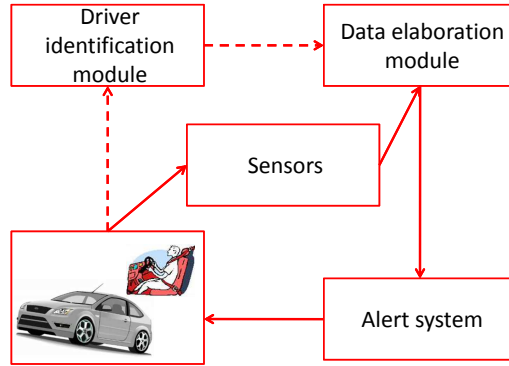 Driver
identification
module
Data elaboration
module
Sensors
Alert system